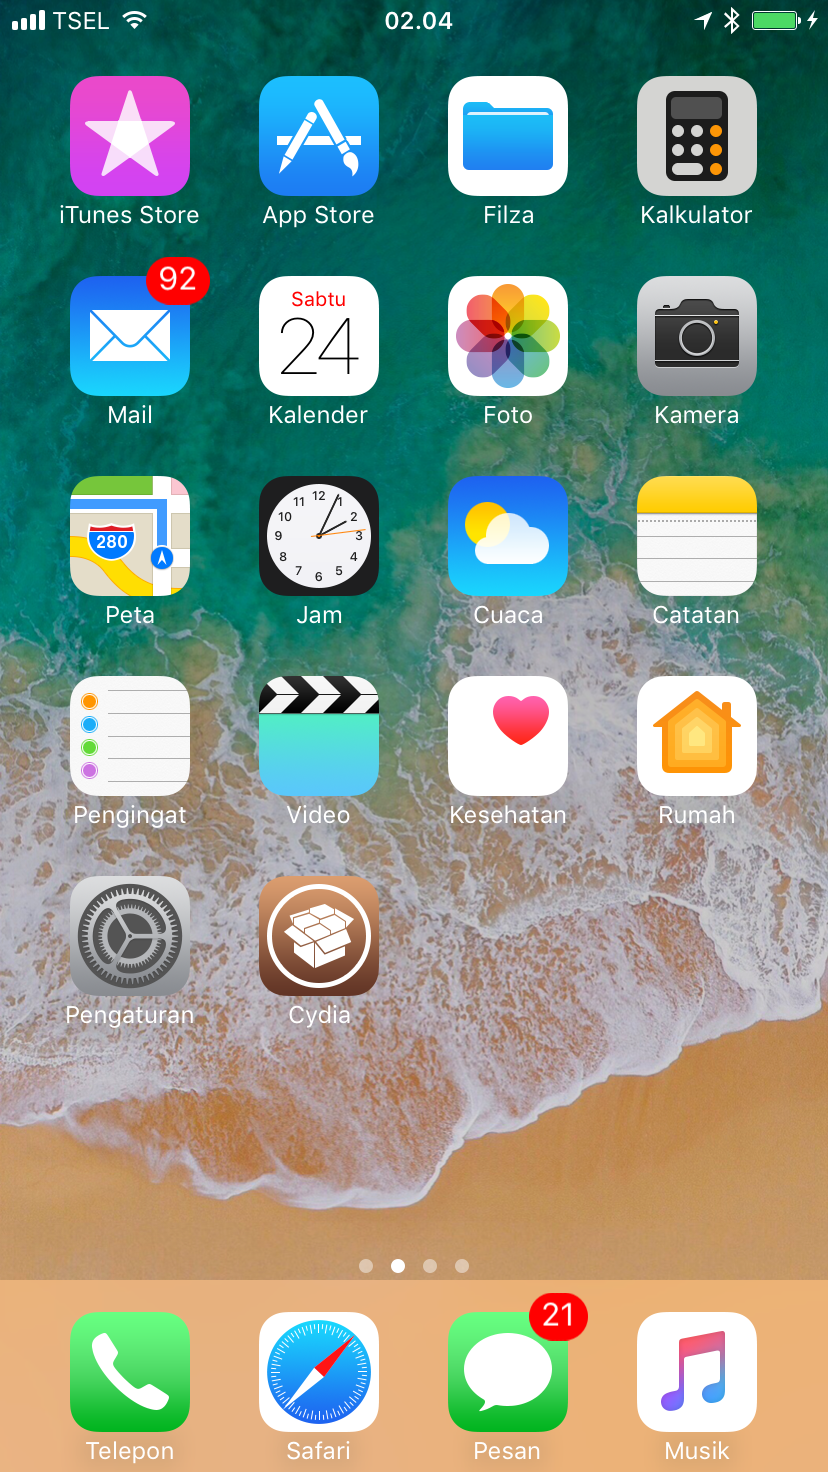 TSEL 02.04
iTunes Store App Store Filza Kalkulator
92
Sabtu
24
Mail Kalender Foto Kamera
280
12
11 1
10 2
9 3
8 4
7 5
6
Peta Jam Cuaca Catatan
Pengingat Video Kesehatan Rumah
Pengaturan Cydia
21
Telepon Safari Pesan Musik